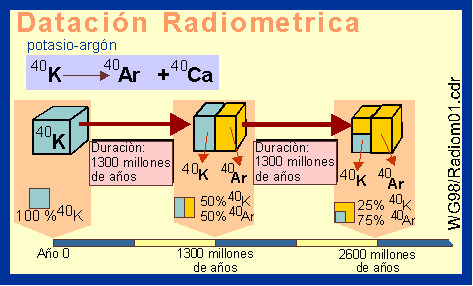 Datación Radiometrica
potasio-argón
⁴⁰K → ⁴⁰Ar + ⁴⁰Ca
⁴⁰K
Duraciòn:
1300 millones
de años
⁴⁰K ⁴⁰Ar
Duraciòn:
1300 millones
de años
⁴⁰K ⁴⁰Ar
100 % ⁴⁰K
50% ⁴⁰K
50% ⁴⁰Ar
25% ⁴⁰K
75% ⁴⁰Ar
Año 0
1300 millones
de años
2600 millones
de años
WG98/Radiom01.cdr